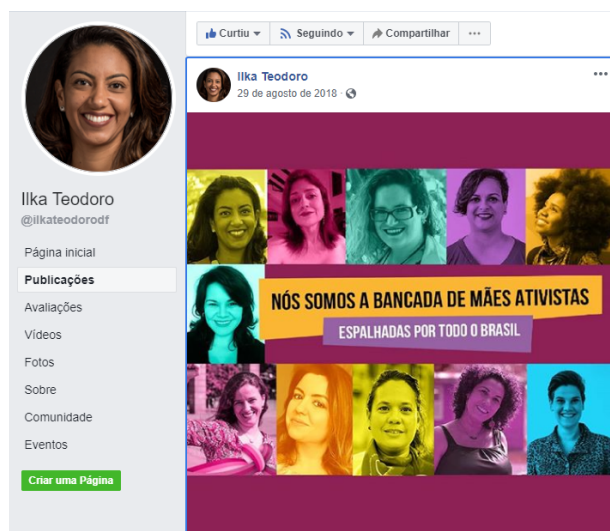 Curtiu
Seguindo
Compartilhar
Ilka Teodoro
29 de agosto de 2018
Ilka Teodoro
@ilkateodorodf
Página inicial
Publicações
Avaliações
Vídeos
Fotos
Sobre
Comunidade
Eventos
Criar uma Página
NÓS SOMOS A BANCADA DE MÃES ATIVISTAS
ESPALHADAS POR TODO O BRASIL